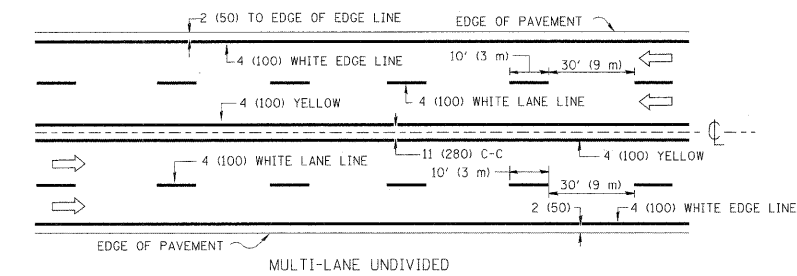 2 (50) TO EDGE OF EDGE LINE
EDGE OF PAVEMENT
4 (100) WHITE EDGE LINE
10' (3 m)
30' (9 m)
4 (100) YELLOW
4 (100) WHITE LANE LINE
℄
4 (100) WHITE LANE LINE
11 (280) C-C
4 (100) YELLOW
10' (3 m)
30' (9 m)
2 (50)
4 (100) WHITE EDGE LINE
EDGE OF PAVEMENT
MULTI-LANE UNDIVIDED